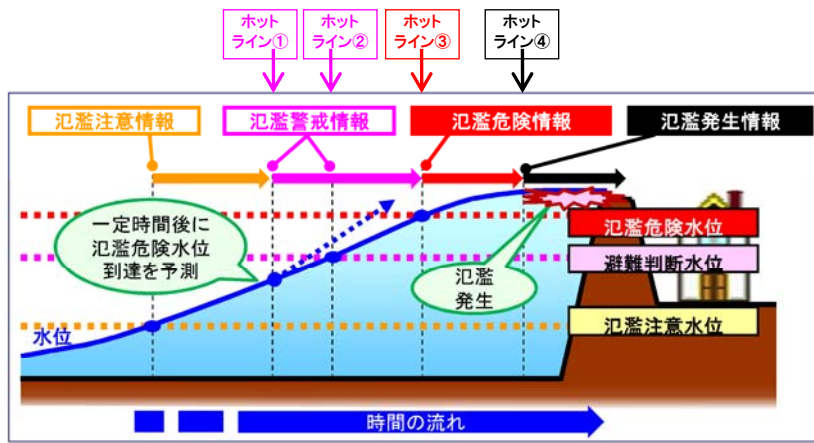 ホット
ライン①
ホット
ライン②
ホット
ライン③
ホット
ライン④
氾濫注意情報
氾濫警戒情報
氾濫危険情報
氾濫発生情報
一定時間後に
氾濫危険水位
到達を予測
氾濫
発生
氾濫危険水位
避難判断水位
氾濫注意水位
水位
時間の流れ